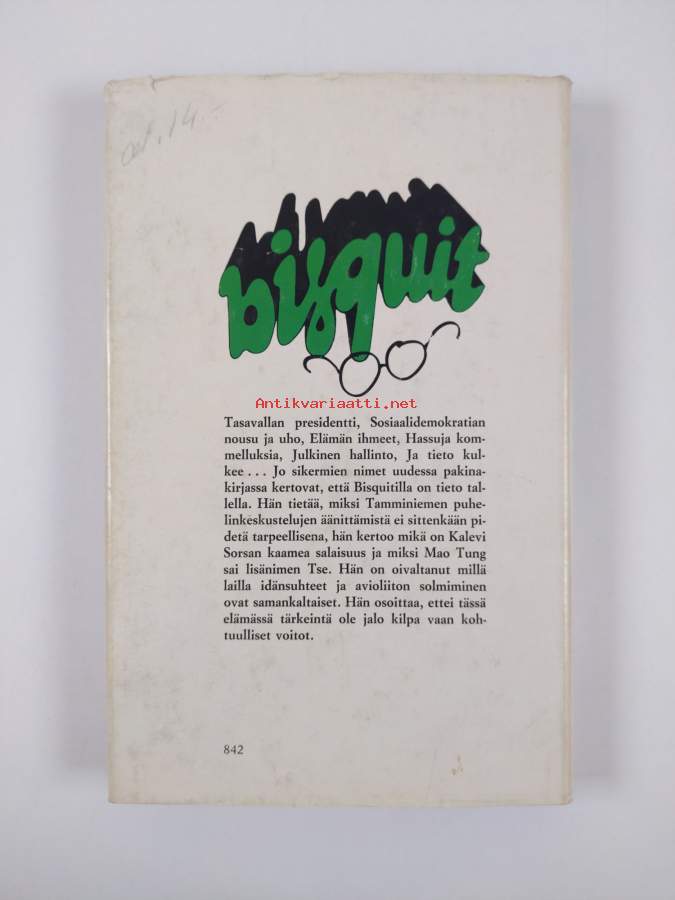 14.-
bisquit
Antikvariaatti.net
Tasavallan presidentti, Sosiaalidemokratian
nousu ja uho, Elämän ihmeet, Hassuja kom-
melluksia, Julkinen hallinto, Ja tieto kul-
kee . . . Jo sikermien nimet uudessa pakina-
kirjassa kertovat, että Bisquitilla on tieto tal-
lella. Hän tietää, miksi Tamminiemen puhe-
linkeskustelujen äänittämistä ei sittenkään pi-
detä tarpeellisena, hän kertoo mikä on Kalevi
Sorsan kaamea salaisuus ja miksi Mao Tung
sai lisänimen Tse. Hän on oivaltanut millä
lailla idänsuhteet ja avioliiton solmiminen
ovat samankaltaiset. Hän osoittaa, ettei tässä
elämässä tärkeintä ole jalo kilpa vaan koh-
tuulliset voitot.
842